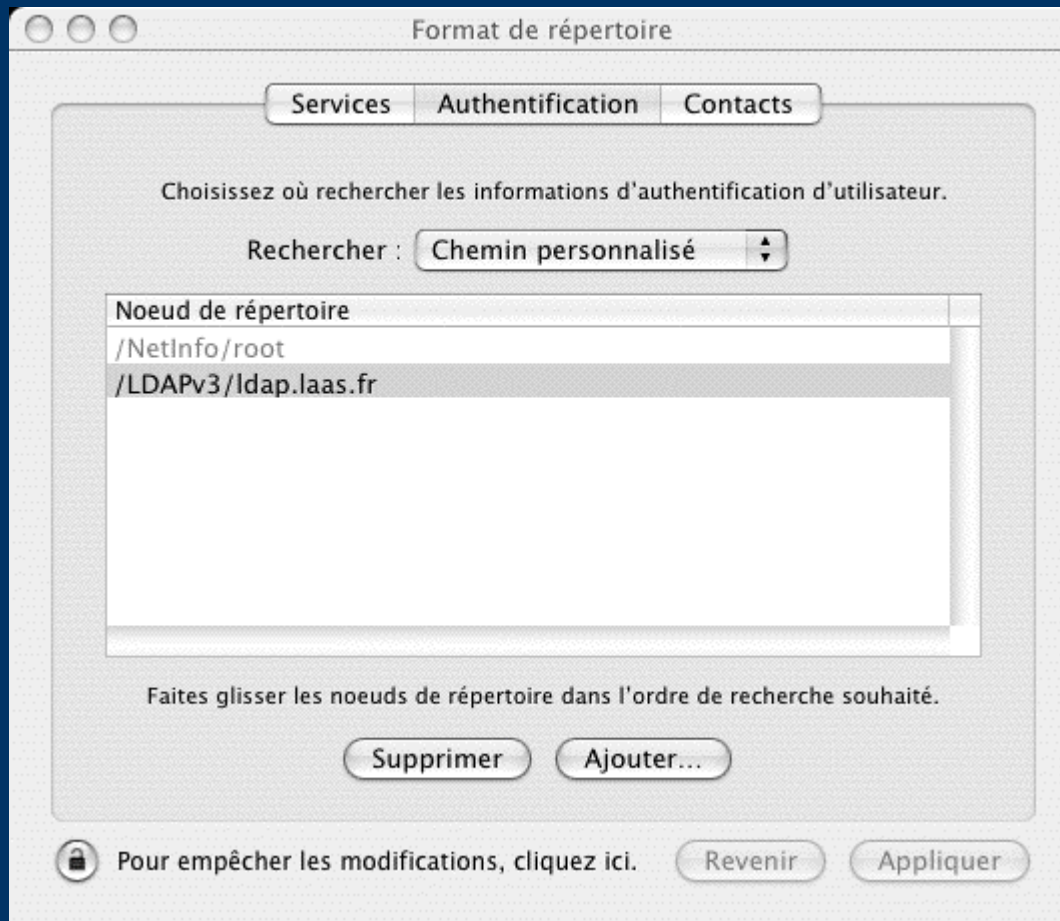 Format de répertoire
Services Authentification Contacts
Choisissez où rechercher les informations d'authentification d'utilisateur.
Rechercher : Chemin personnalisé
Noeud de répertoire
/NetInfo/root
/LDAPv3/ldap.laas.fr
Faites glisser les noeuds de répertoire dans l'ordre de recherche souhaité.
Supprimer Ajouter...
Pour empêcher les modifications, cliquez ici. Revenir Appliquer